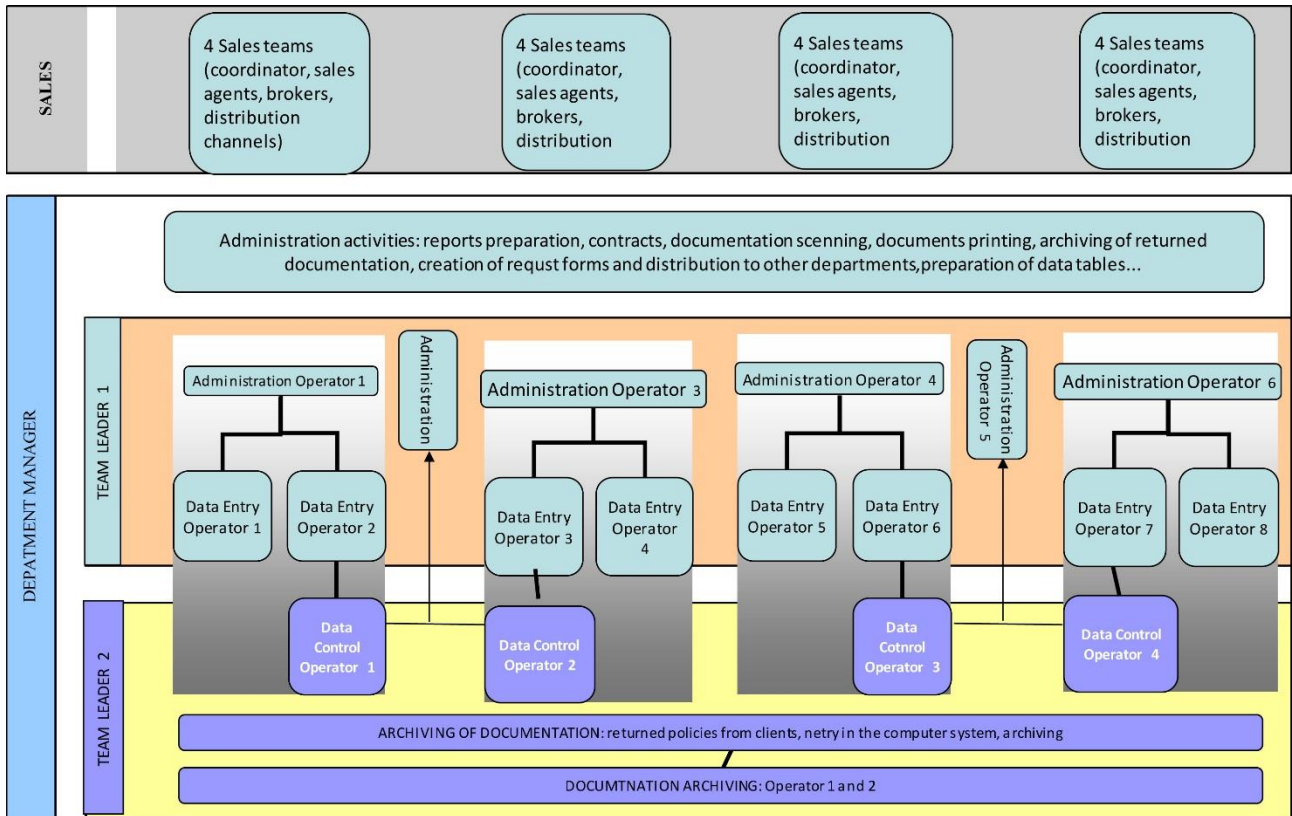 SALES
4 Sales teams
(coordinator, sales
agents, brokers,
distribution
channels)
4 Sales teams
(coordinator,
sales agents,
brokers,
distribution
4 Sales teams
(coordinator,
sales agents,
brokers,
distribution
4 Sales teams
(coordinator,
sales agents,
brokers,
distribution
DEPATMENT MANAGER
Administration activities: reports preparation, contracts, documentation scenning, documents printing, archiving of returned
documentation, creation of requst forms and distribution to other departments,preparation of data tables...
TEAM LEADER 1
Administration Operator 1
Administration
Administration Operator 3
Administration Operator 4
Administration
Operator 5
Administration Operator 6
Data Entry
Operator 1
Data Entry
Operator 2
Data Entry
Operator 3
Data Entry
Operator
4
Data Entry
Operator 5
Data Entry
Operator 6
Data Entry
Operator 7
Data Entry
Operator 8
TEAM LEADER 2
Data
Control
Operator 1
Data Control
Operator 2
Data
Cotnrol
Operator 3
Data Control
Operator 4
ARCHIVING OF DOCUMENTATION: returned policies from clients, netry in the computer system, archiving
DOCUMTNATION ARCHIVING: Operator 1 and 2